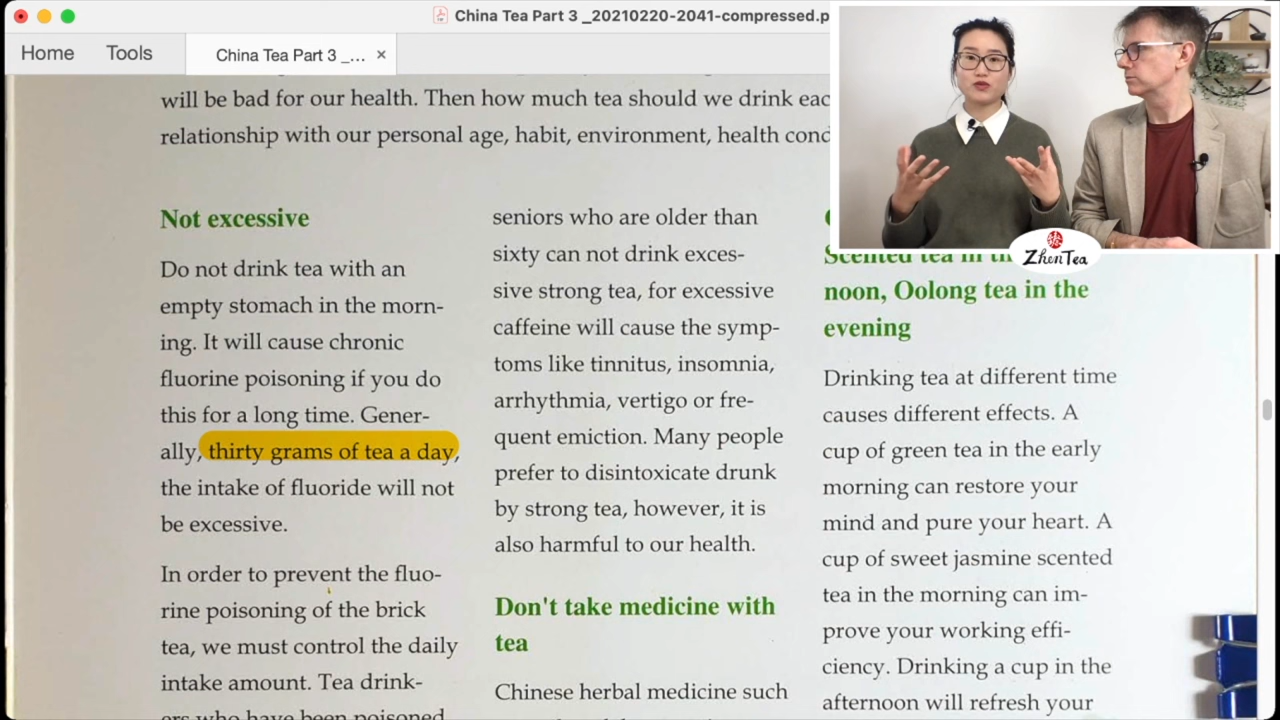 China Tea Part 3 _20210220-2041-compressed.p
Home
Tools
China Tea Part 3 _...
will be bad for our health. Then how much tea should we drink eac
relationship with our personal age, habit, environment, health cond
Not excessive
Do not drink tea with an
empty stomach in the morn-
ing. It will cause chronic
fluorine poisoning if you do
this for a long time. Gener-
ally, thirty grams of tea a day,
the intake of fluoride will not
be excessive.
In order to prevent the fluo-
rine poisoning of the brick
tea, we must control the daily
intake amount. Tea drink-
ers who have been poisoned
seniors who are older than
sixty can not drink exces-
sive strong tea, for excessive
caffeine will cause the symp-
toms like tinnitus, insomnia,
arrhythmia, vertigo or fre-
quent emiction. Many people
prefer to disintoxicate drunk
by strong tea, however, it is
also harmful to our health.
Don't take medicine with
tea
Chinese herbal medicine such
Scented tea in
noon, Oolong tea in the
evening
Drinking tea at different time
causes different effects. A
cup of green tea in the early
morning can restore your
mind and pure your heart. A
cup of sweet jasmine scented
tea in the morning can im-
prove your working effi-
ciency. Drinking a cup in the
afternoon will refresh your
ZhenTea